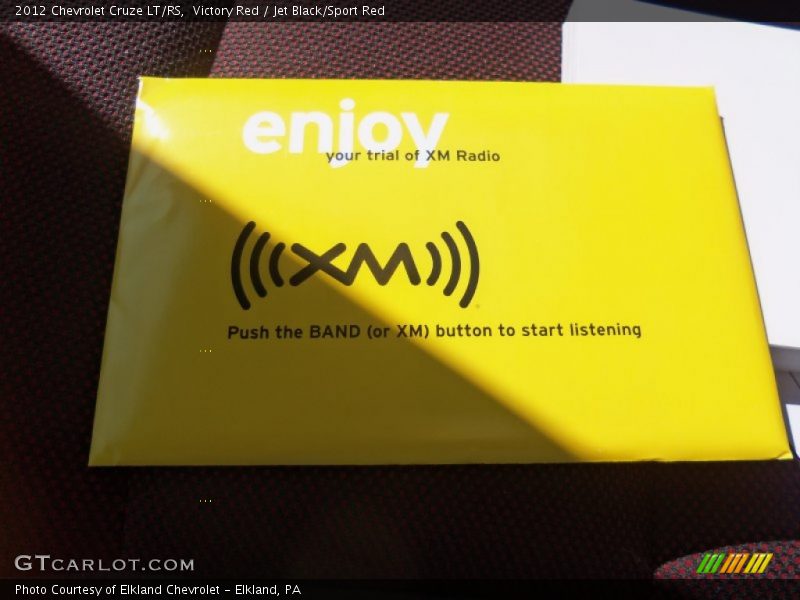 2012 Chevrolet Cruze LT/RS,  Victory Red / Jet Black/Sport Red
enjoy
your trial of XM Radio
XM
Push the BAND (or XM) button to start listening
GTCARLOT.COM
Photo Courtesy of Elkland Chevrolet - Elkland, PA